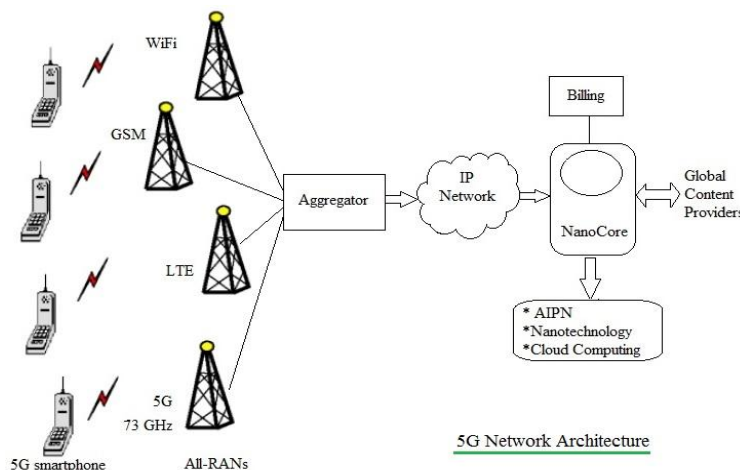 WiFi
GSM
LTE
5G
73 GHz
5G smartphone
All-RANs
Aggregator
IP
Network
Billing
NanoCore
Global
Content
Providers
* AIPN
*Nanotechnology
*Cloud Computing
5G Network Architecture